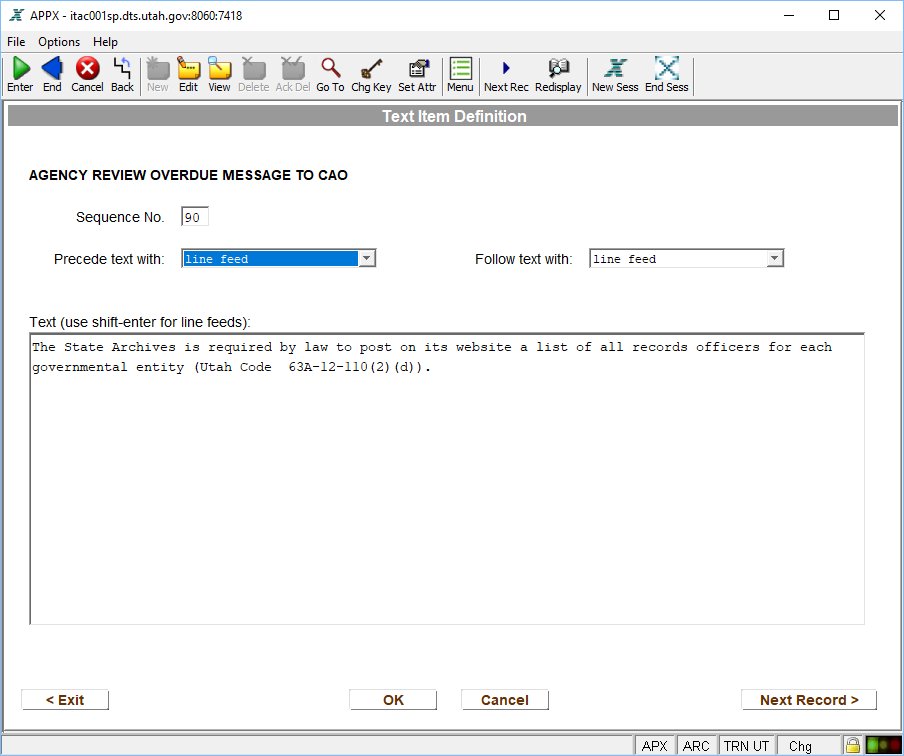 APPX - itac001sp.dts.utah.gov:8060:7418
File Options Help
Enter End Cancel Back New Edit View Delete Ack Del Go To Chg Key Set Attr Menu Next Rec Redisplay New Sess End Sess
Text Item Definition
AGENCY REVIEW OVERDUE MESSAGE TO CAO
Sequence No. 90
Precede text with: line feed Follow text with: line feed
Text (use shift-enter for line feeds):
The State Archives is required by law to post on its website a list of all records officers for each
governmental entity (Utah Code  63A-12-110(2)(d)).
< Exit OK Cancel Next Record >
APX ARC TRN UT Chg